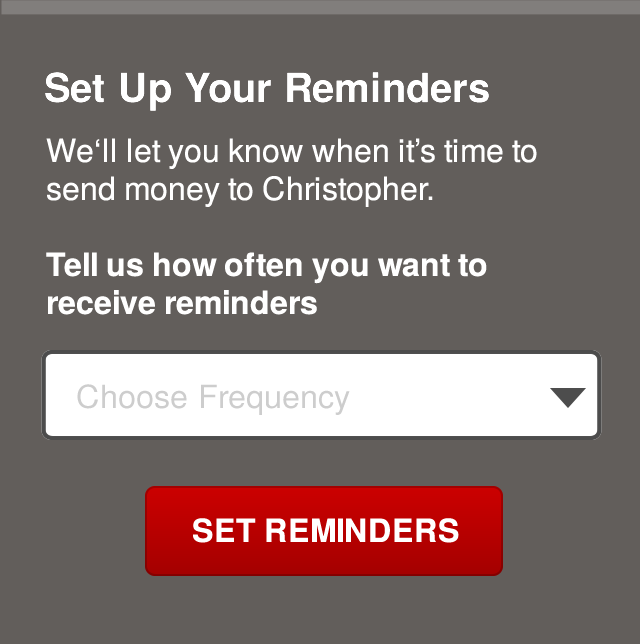 Set Up Your Reminders
We‘ll let you know when it’s time to
send money to Christopher.
Tell us how often you want to
receive reminders
Choose Frequency
SET REMINDERS